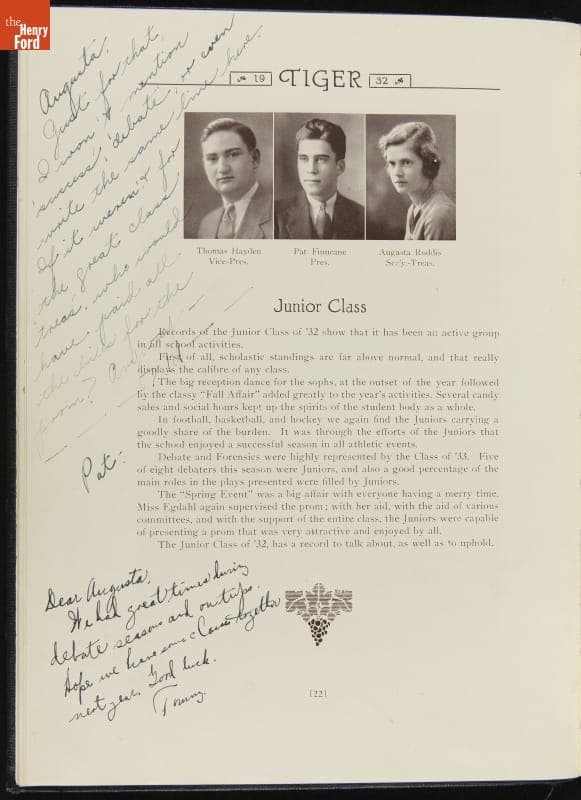 the
Henry
Ford
19 TIGER 32
Augusta,
Just for that,
I won't mention
'success', 'debate', or even
write the same line here.
If it weren't for
the great class
treas. who would
have paid all
the bills for the
Pat:
Thomas Hayden
Vice-Pres.
Pat Finucane
Pres.
Augusta Roddis
Sec'y.-Treas.
Junior Class
Records of the Junior Class of '32 show that it has been an active group
in all school activities.
First of all, scholastic standings are far above normal, and that really
displays the calibre of any class.
The big reception dance for the sophs, at the outset of the year followed
by the classy "Fall Affair" added greatly to the year's activities. Several candy
sales and social hours kept up the spirits of the student body as a whole.
In football, basketball, and hockey we again find the Juniors carrying a
goodly share of the burden. It was through the efforts of the Juniors that
the school enjoyed a successful season in all athletic events.
Debate and Forensics were highly represented by the Class of '33. Five
of eight debaters this season were Juniors, and also a good percentage of the
main roles in the plays presented were filled by Juniors.
The "Spring Event" was a big affair with everyone having a merry time.
Miss Egdahl again supervised the prom; with her aid, with the aid of various
committees, and with the support of the entire class, the Juniors were capable
of presenting a prom that was very attractive and enjoyed by all.
The Junior Class of '32, has a record to talk about, as well as to uphold.
Dear Augusta,
We had great times during
debate seasons and on trips.
Hope we have some classes together
next year. Good luck.
Tommy.
[22]